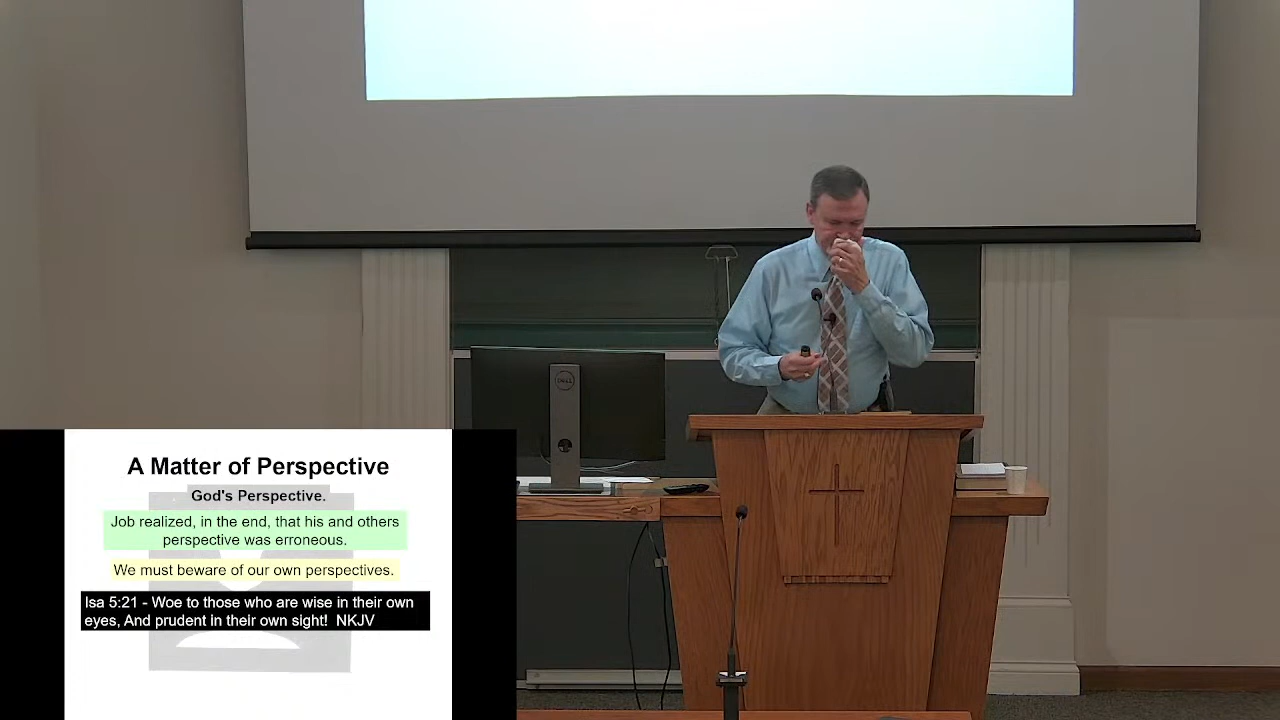 A Matter of Perspective
God's Perspective.
Job realized, in the end, that his and others
perspective was erroneous.
We must beware of our own perspectives.
Isa 5:21 - Woe to those who are wise in their own
eyes, And prudent in their own sight!  NKJV
DELL